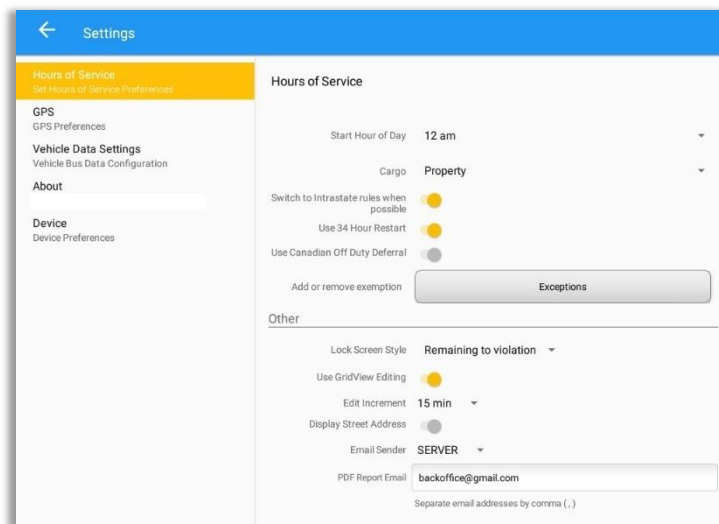 Settings
Hours of Service
Set Hours of Service Preferences
GPS
GPS Preferences
Vehicle Data Settings
Vehicle Bus Data Configuration
About
Device
Device Preferences
Hours of Service
Start Hour of Day 12 am
Cargo Property
Switch to Intrastate rules when
possible
Use 34 Hour Restart
Use Canadian Off Duty Deferral
Add or remove exemption Exceptions
Other
Lock Screen Style Remaining to violation
Use GridView Editing
Edit Increment 15 min
Display Street Address
Email Sender SERVER
PDF Report Email backoffice@gmail.com
Separate email addresses by comma ( , )